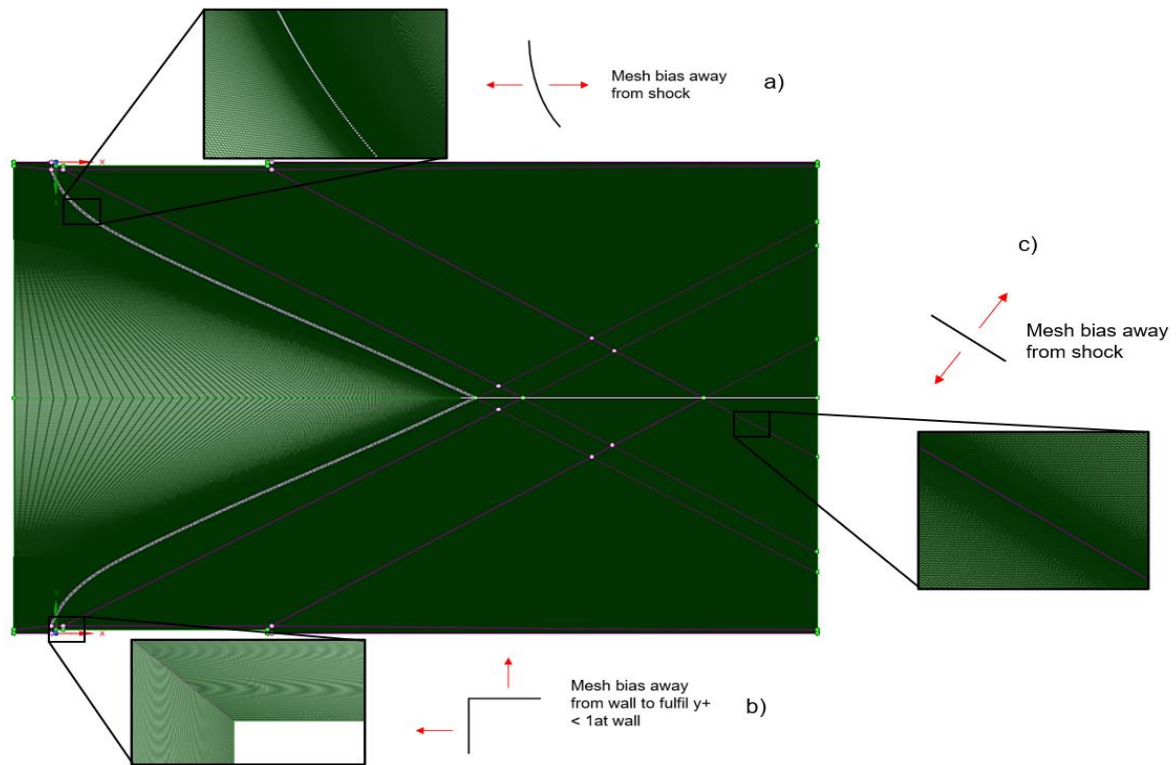 Mesh bias away
from shock
a)
x
x
c)
Mesh bias away
from shock
x
Mesh bias away
from wall to fulfil y+
< 1at wall
b)